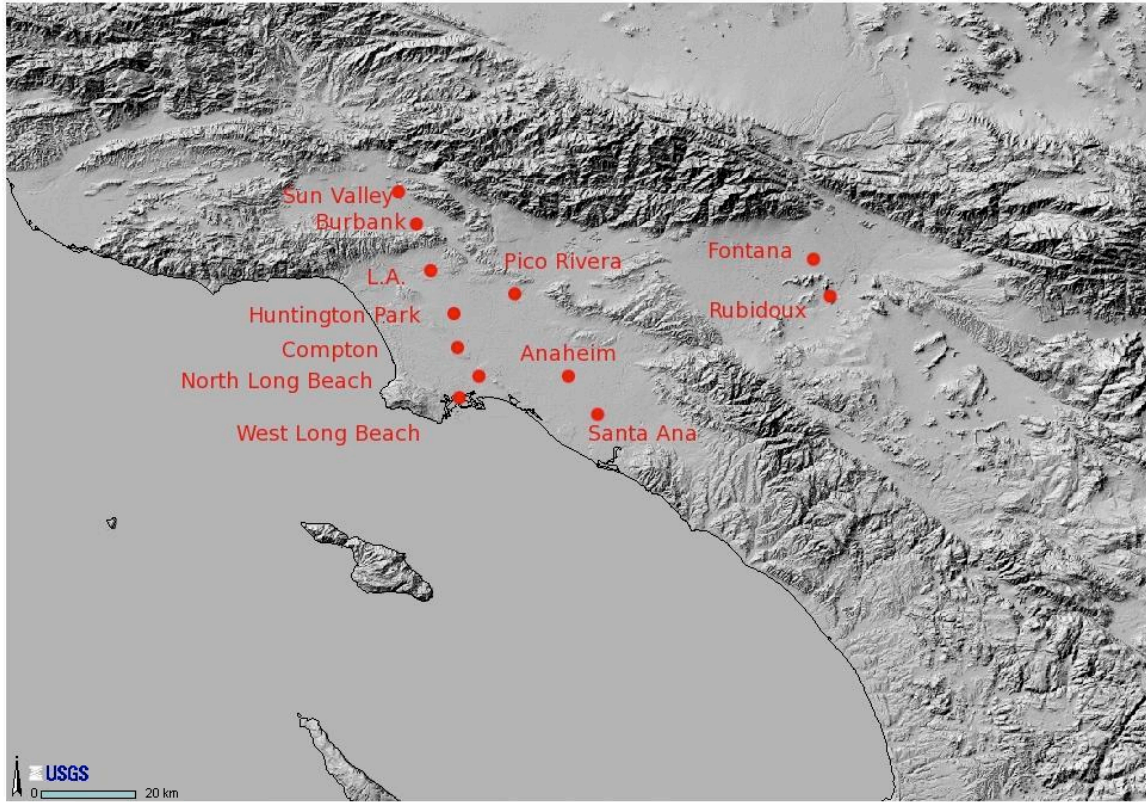 Sun Valley
Burbank
L.A.
Pico Rivera
Fontana
Huntington Park
Rubidoux
Compton
Anaheim
North Long Beach
West Long Beach
Santa Ana
USGS
0 20 km